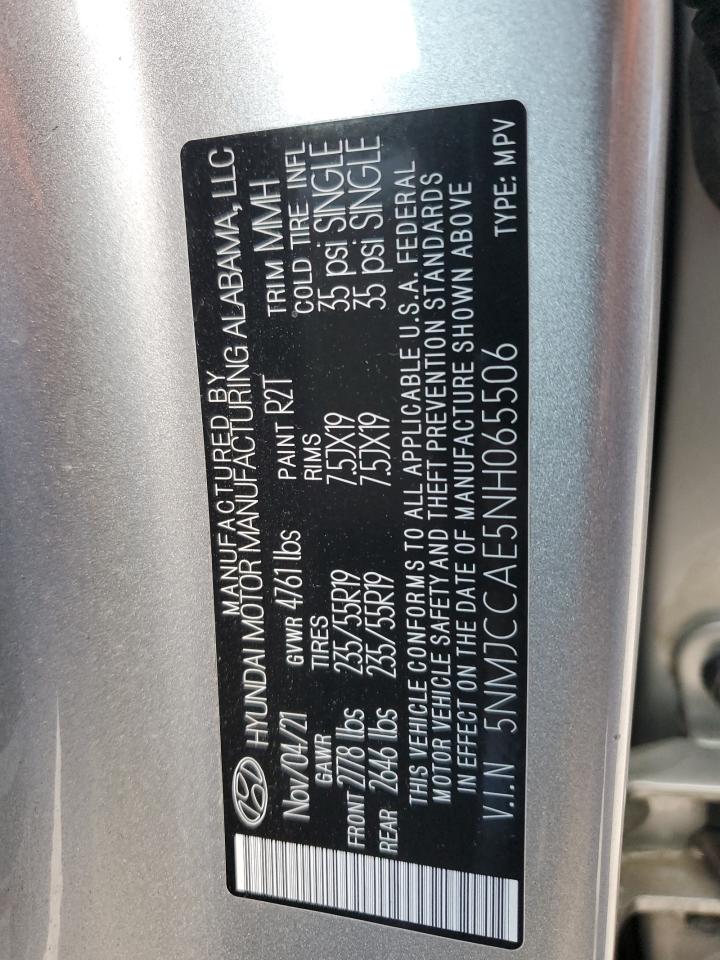 MANUFACTURED BY
HYUNDAI MOTOR MANUFACTURING ALABAMA, LLC
Nov/04/21 GVWR 4761 lbs PAINT R2T TRIM MMH
GAWR TIRES RIMS COLD TIRE INFL
FRONT 2778 lbs 235/55R19 7.5JX19 35 psi SINGLE
REAR 2646 lbs 235/55R19 7.5JX19 35 psi SINGLE
THIS VEHICLE CONFORMS TO ALL APPLICABLE U.S.A. FEDERAL
MOTOR VEHICLE SAFETY AND THEFT PREVENTION STANDARDS
IN EFFECT ON THE DATE OF MANUFACTURE SHOWN ABOVE
V.I.N 5NMJCCAE5NH065506 TYPE: MPV